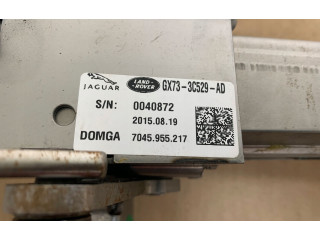 JAGUAR LAND ROVER GX73-3C529-AD
S/N: 0040872
2015.08.19
DOMGA 7045.955.217